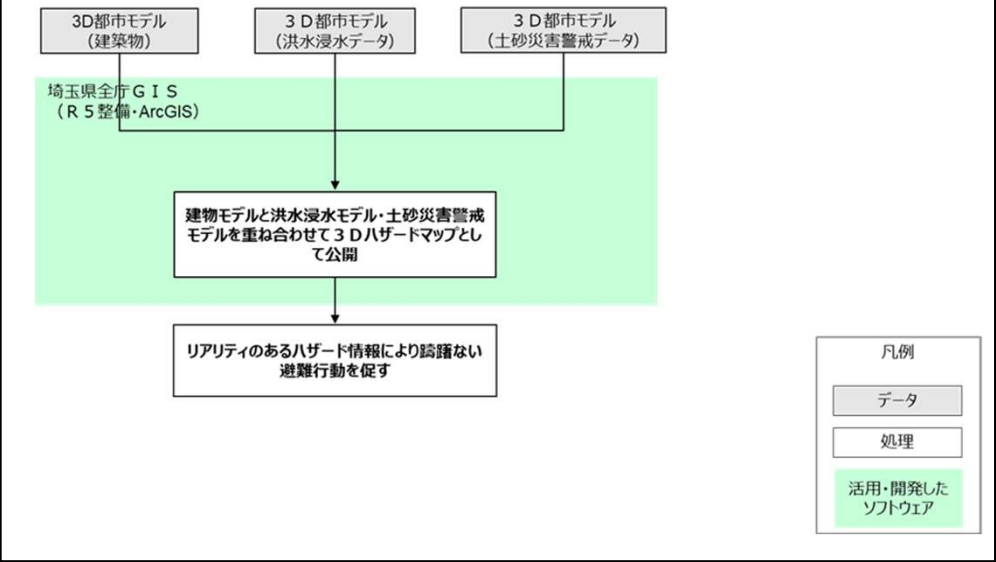 3D都市モデル
（建築物）
３Ｄ都市モデル
（洪水浸水データ）
３Ｄ都市モデル
（土砂災害警戒データ）
埼玉県全庁ＧＩＳ
（Ｒ５整備・ArcGIS）
建物モデルと洪水浸水モデル・土砂災害警戒
モデルを重ね合わせて３Ｄハザードマップとし
て公開
リアリティのあるハザード情報により躊躇ない
避難行動を促す
凡例
データ
処理
活用・開発した
ソフトウェア